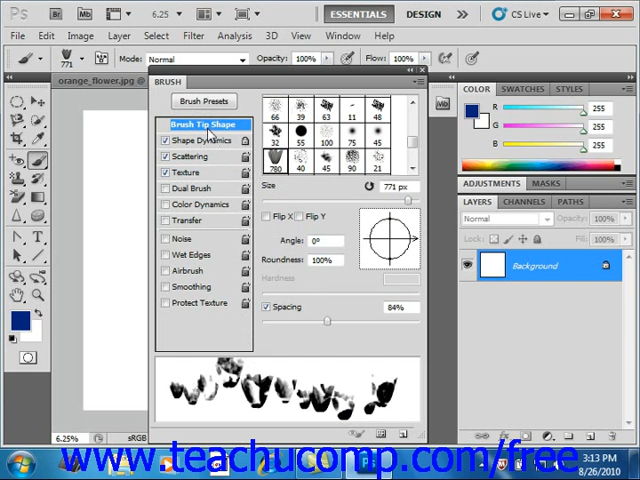 Ps Br Mb 6.25 ESSENTIALS DESIGN CS Live
File Edit Image Layer Select Filter Analysis 3D View Window Help
771 Mode: Normal Opacity: 100% Flow: 100%
orange_flower.jpg @
BRUSH
Brush Presets
Brush Tip Shape
Shape Dynamics
Scattering
Texture
Dual Brush
Color Dynamics
Transfer
Noise
Wet Edges
Airbrush
Smoothing
Protect Texture
66 39 63 11 48
32 55 100 75 45
780 40 45 90 21
Size 771 px
Flip X Flip Y
Angle: 0°
Roundness: 100%
Hardness
Spacing 84%
Mb
COLOR SWATCHES STYLES
R 255
G 255
B 255
ADJUSTMENTS MASKS
LAYERS CHANNELS PATHS
Normal Opacity: 100%
Lock: Fill: 100%
Background
6.25% sRGB
www.teachucomp.com/free
3:13 PM
8/26/2010